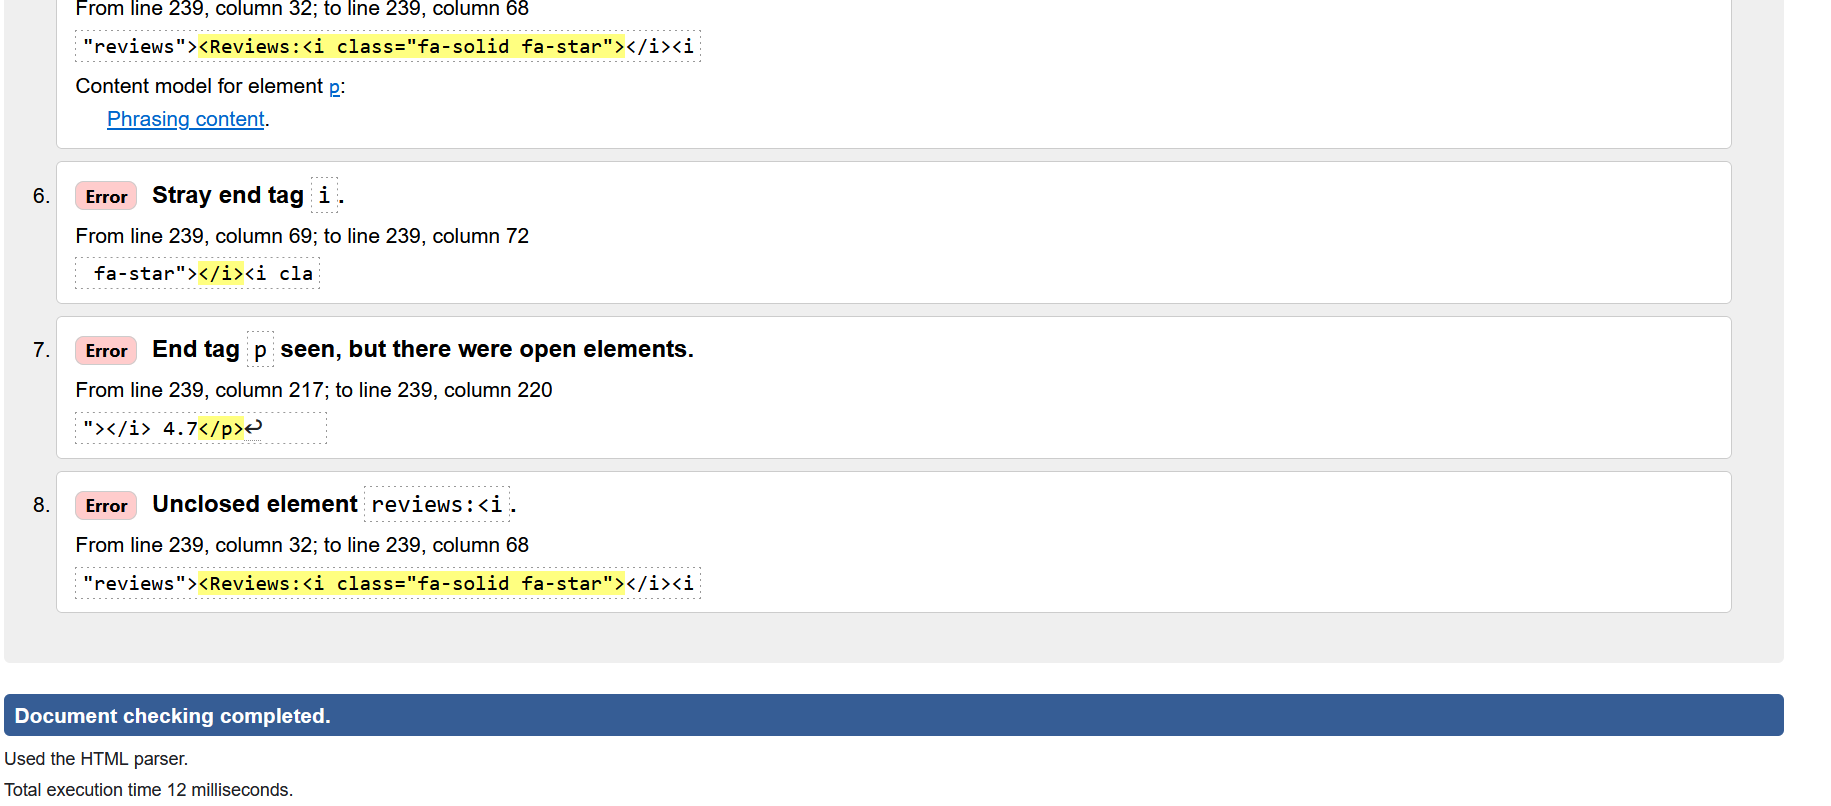 From line 239, column 32; to line 239, column 68
"reviews"><Reviews:<i class="fa-solid fa-star"></i><i
Content model for element p:
Phrasing content.
6. Error Stray end tag i.
From line 239, column 69; to line 239, column 72
fa-star"></i><i cla
7. Error End tag p seen, but there were open elements.
From line 239, column 217; to line 239, column 220
"></i> 4.7</p>↩
8. Error Unclosed element reviews:<i.
From line 239, column 32; to line 239, column 68
"reviews"><Reviews:<i class="fa-solid fa-star"></i><i
Document checking completed.
Used the HTML parser.
Total execution time 12 milliseconds.